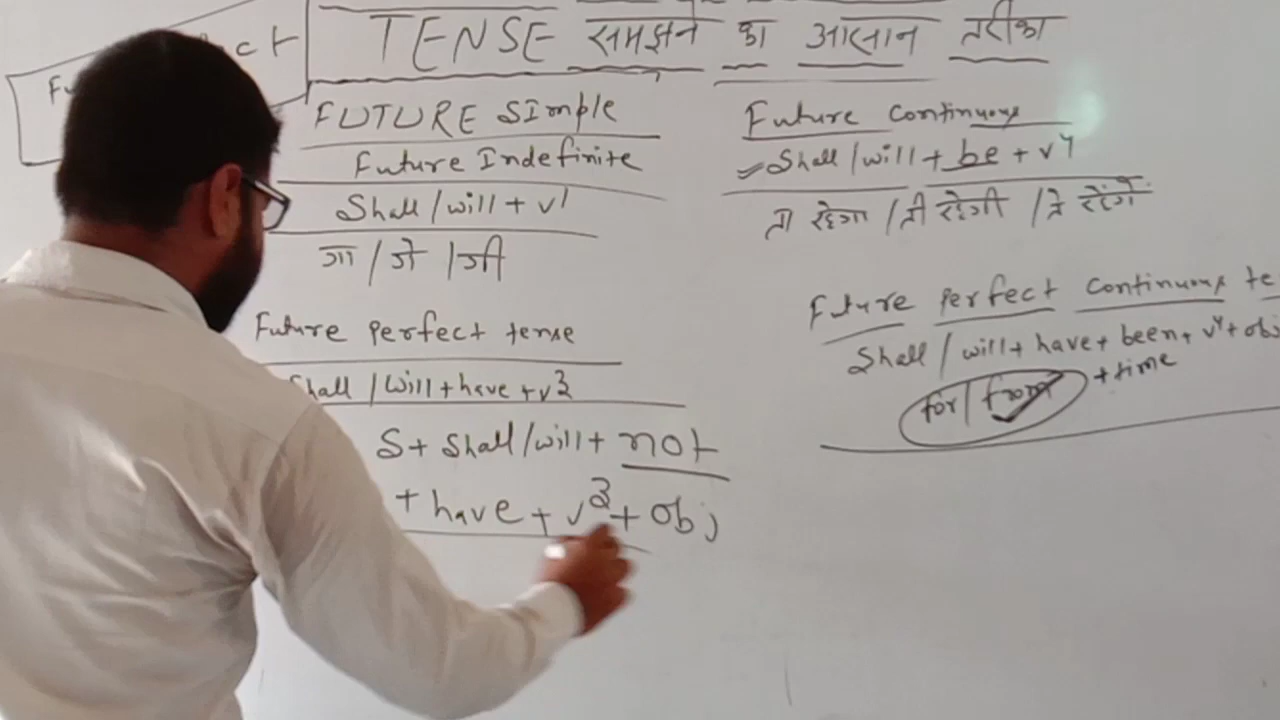 TENSE समझने का आसान तरीका
FUTURE SImple
Future Indefinite
Shall / will + v1
गा / गे / गी
Future perfect tense
Shall / Will + have + v3
S + Shall / will + not
+ have + v3 + obj
Future continuous
Shall / will + be + v4
ता रहेगा / ती रहेगी / ते रहेंगे
Future perfect continuous te
Shall / will + have + been + v4 + obj
for / from + time